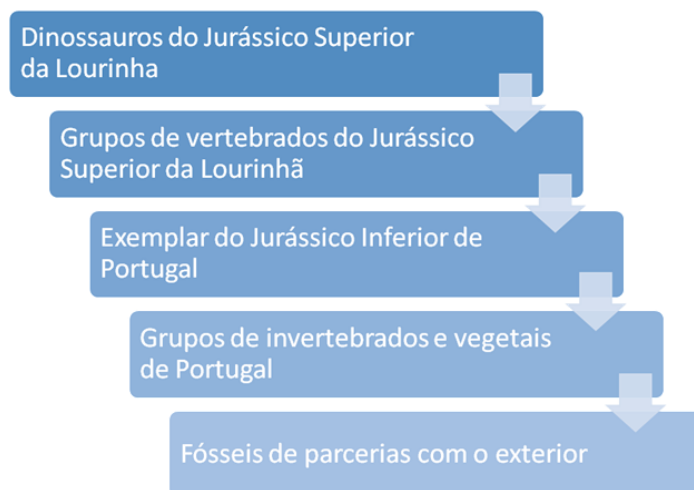 Dinossauros do Jurássico Superior
da Lourinha
Grupos de vertebrados do Jurássico
Superior da Lourinhã
Exemplar do Jurássico Inferior de
Portugal
Grupos de invertebrados e vegetais
de Portugal
Fósseis de parcerias com o exterior